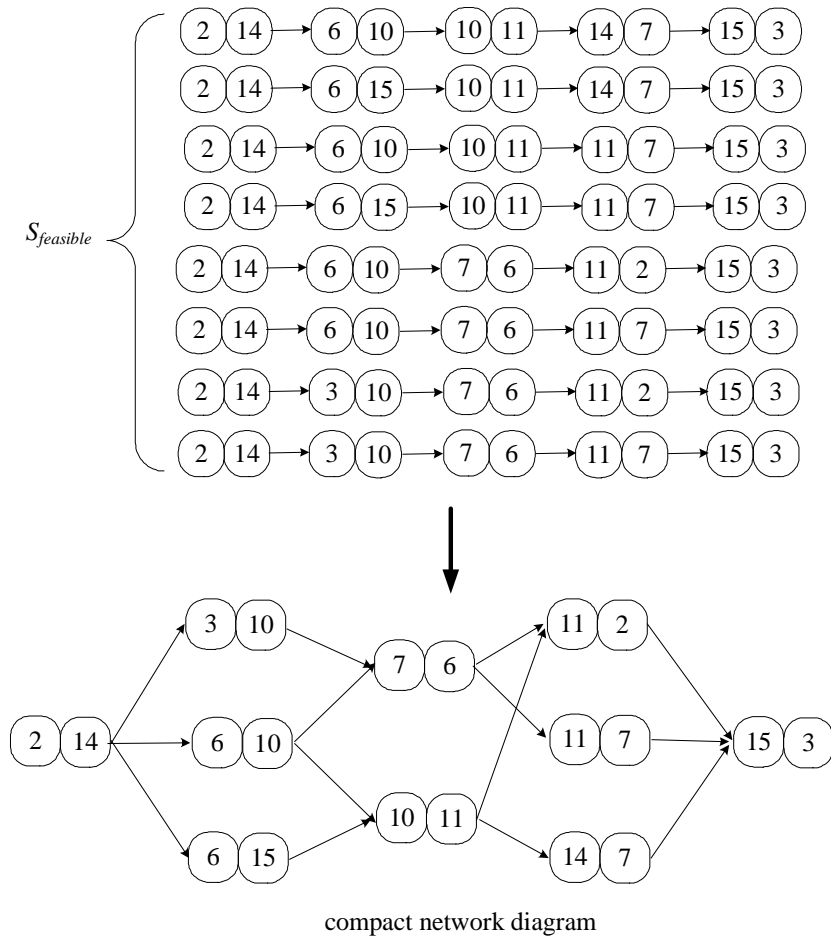 2 14 6 10 10 11 14 7 15 3
2 14 6 15 10 11 14 7 15 3
2 14 6 10 10 11 11 7 15 3
2 14 6 15 10 11 11 7 15 3
S_feasible
2 14 6 10 7 6 11 2 15 3
2 14 6 10 7 6 11 7 15 3
2 14 3 10 7 6 11 2 15 3
2 14 3 10 7 6 11 7 15 3
3 10 11 2
7 6
2 14 6 10 11 7 15 3
10 11
6 15 14 7
compact network diagram